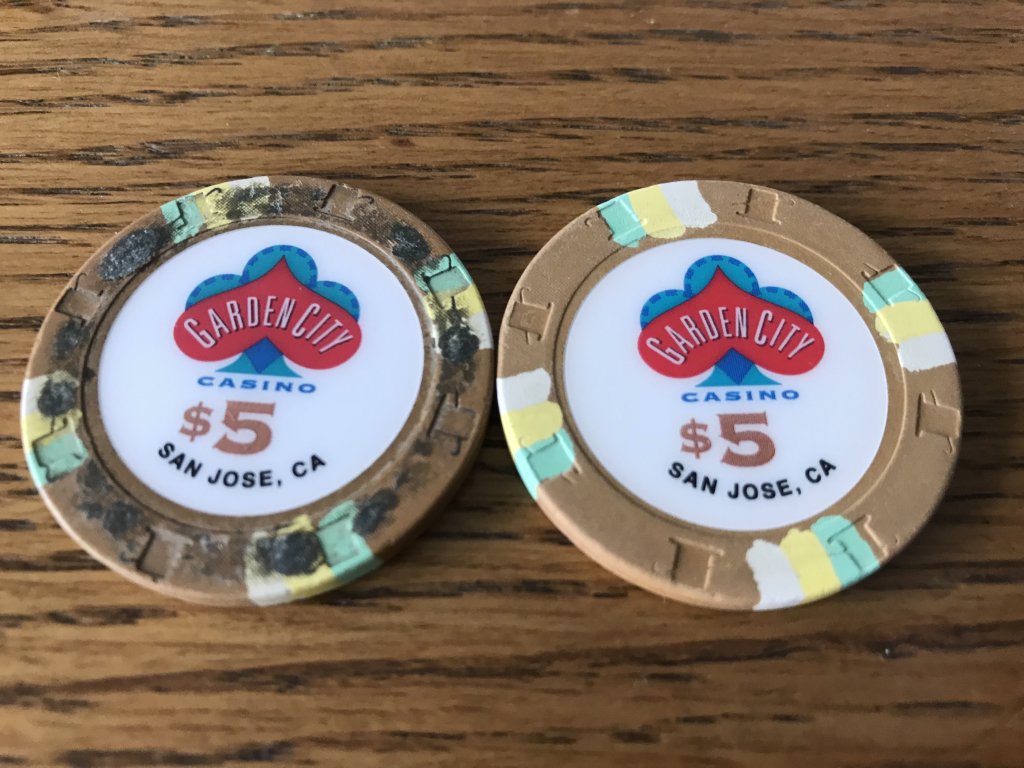 GARDEN CITY
CASINO
$5
SAN JOSE, CA
GARDEN CITY
CASINO
$5
SAN JOSE, CA